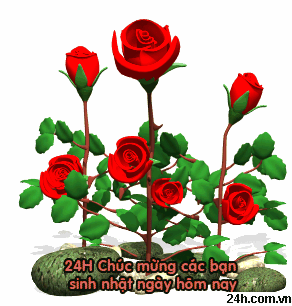 24H Chúc mừng các bạn
sinh nhật ngày hôm nay
24h.com.vn